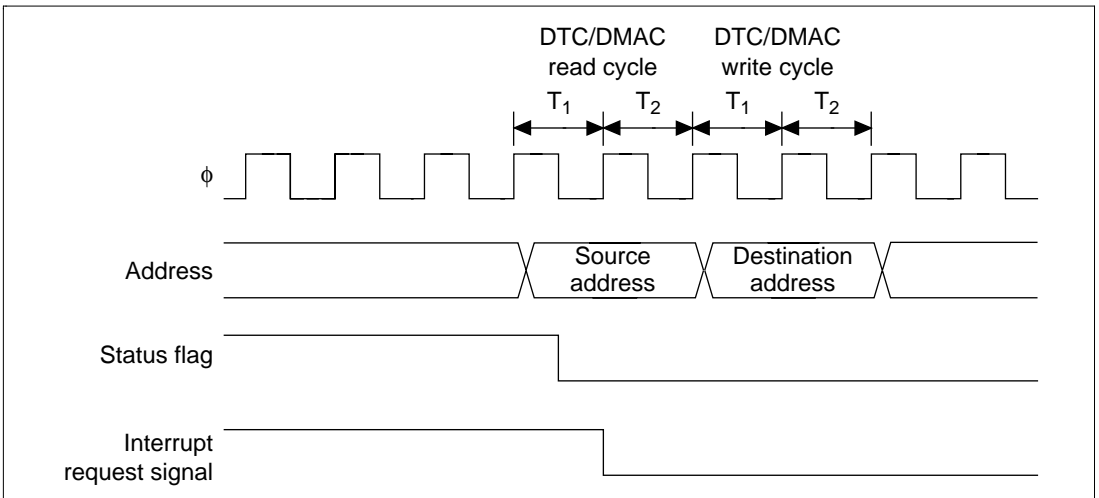 DTC/DMAC
read cycle
DTC/DMAC
write cycle
T1 T2 T1 T2
ϕ
Address
Source
address
Destination
address
Status flag
Interrupt
request signal